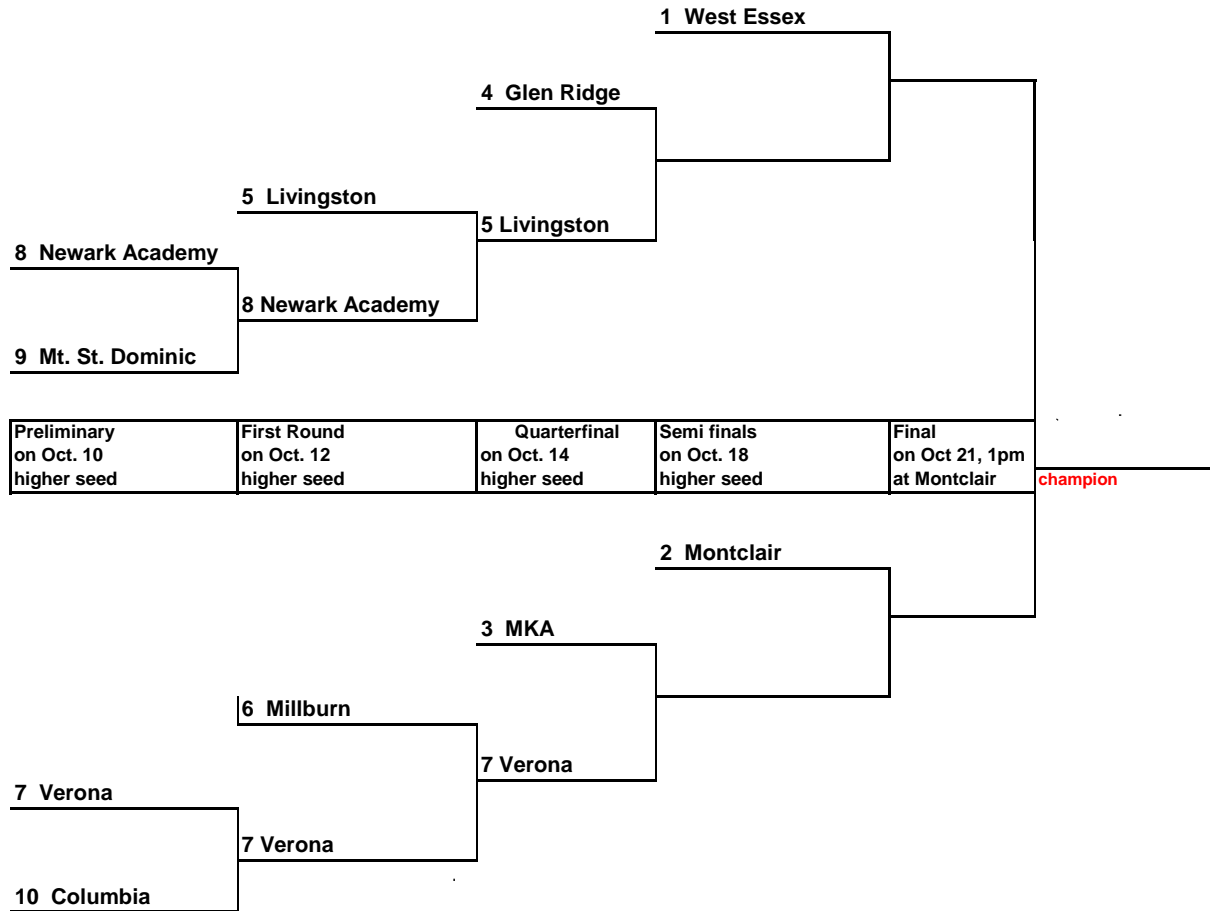 1 West Essex
4 Glen Ridge
5 Livingston
5 Livingston
8 Newark Academy
8 Newark Academy
9 Mt. St. Dominic
Preliminary
on Oct. 10
higher seed
First Round
on Oct. 12
higher seed
Quarterfinal
on Oct. 14
higher seed
Semi finals
on Oct. 18
higher seed
Final
on Oct 21, 1pm
at Montclair
champion
2 Montclair
3 MKA
6 Millburn
7 Verona
7 Verona
7 Verona
10 Columbia